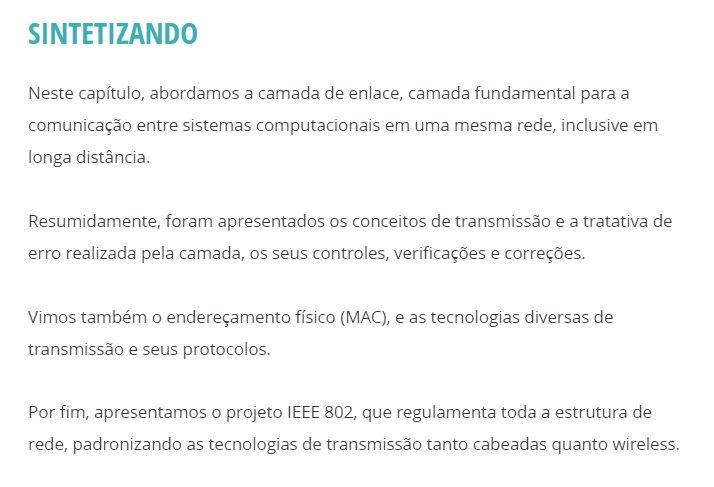 SINTETIZANDO
Neste capítulo, abordamos a camada de enlace, camada fundamental para a
comunicação entre sistemas computacionais em uma mesma rede, inclusive em
longa distância.
Resumidamente, foram apresentados os conceitos de transmissão e a tratativa de
erro realizada pela camada, os seus controles, verificações e correções.
Vimos também o endereçamento físico (MAC), e as tecnologias diversas de
transmissão e seus protocolos.
Por fim, apresentamos o projeto IEEE 802, que regulamenta toda a estrutura de
rede, padronizando as tecnologias de transmissão tanto cabeadas quanto wireless.